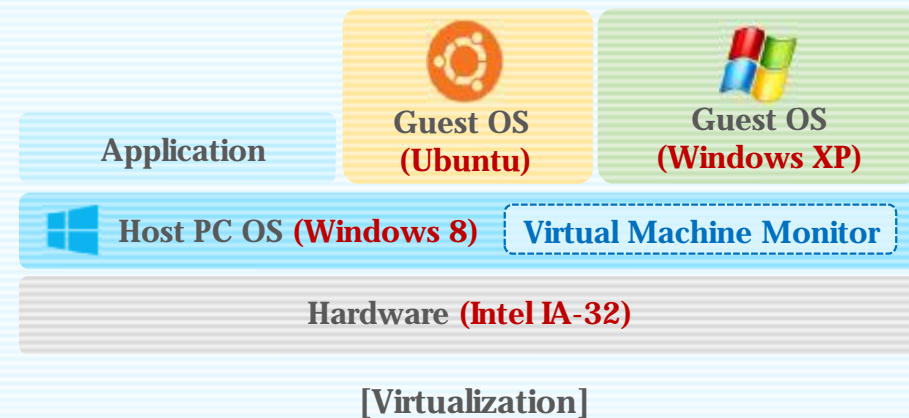 Guest OS
(Ubuntu)
Guest OS
(Windows XP)
Application
Host PC OS (Windows 8)
Virtual Machine Monitor
Hardware (Intel IA-32)
[Virtualization]